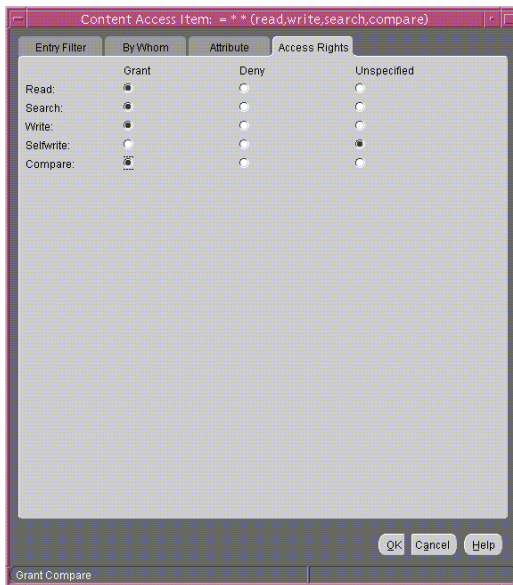 Content Access Item: = * * (read,write,search,compare)
Entry Filter By Whom Attribute Access Rights
Grant Deny Unspecified
Read:
Search:
Write:
Selfwrite:
Compare:
OK Cancel Help
Grant Compare